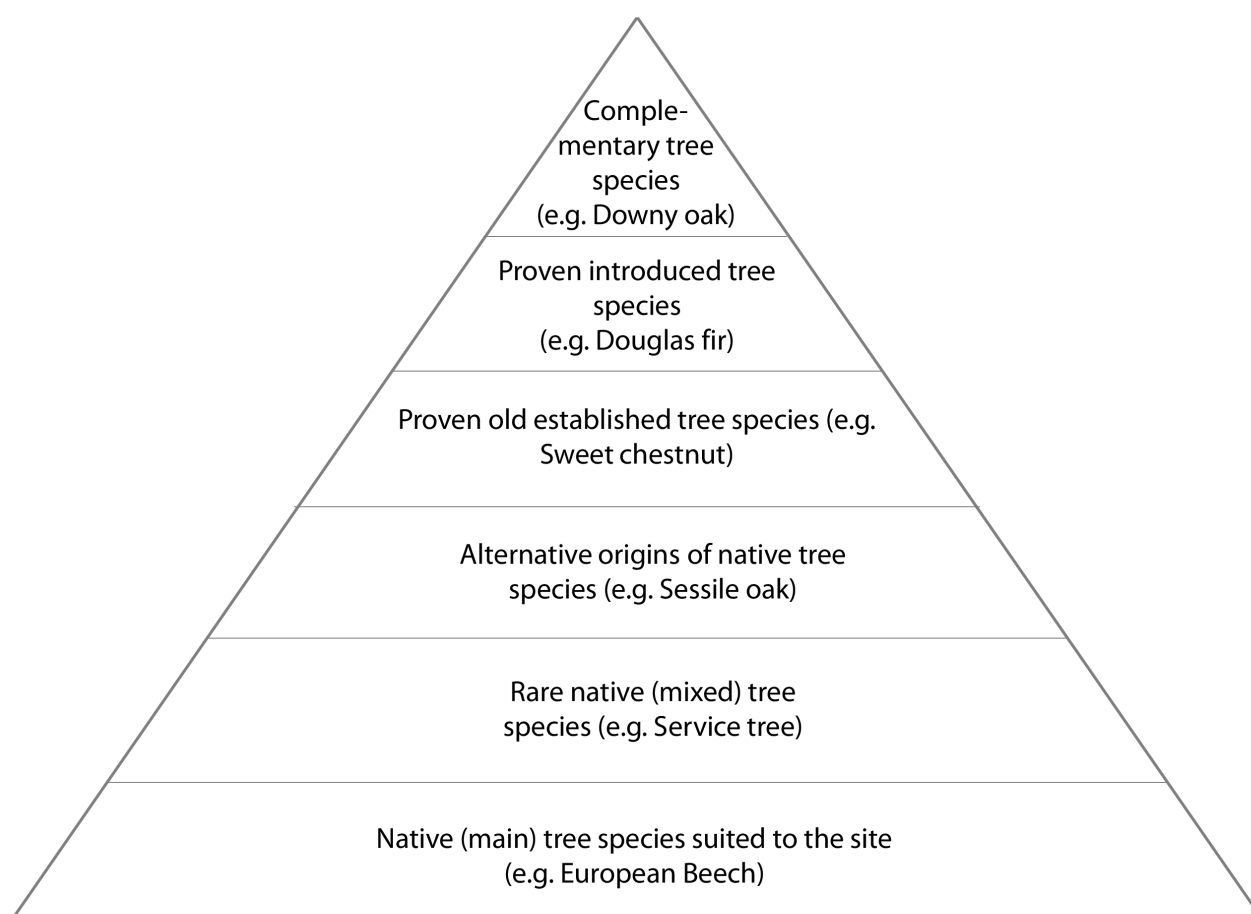 Comple-
mentary tree
species
(e.g. Downy oak)
Proven introduced tree
species
(e.g. Douglas fir)
Proven old established tree species (e.g.
Sweet chestnut)
Alternative origins of native tree
species (e.g. Sessile oak)
Rare native (mixed) tree
species (e.g. Service tree)
Native (main) tree species suited to the site
(e.g. European Beech)